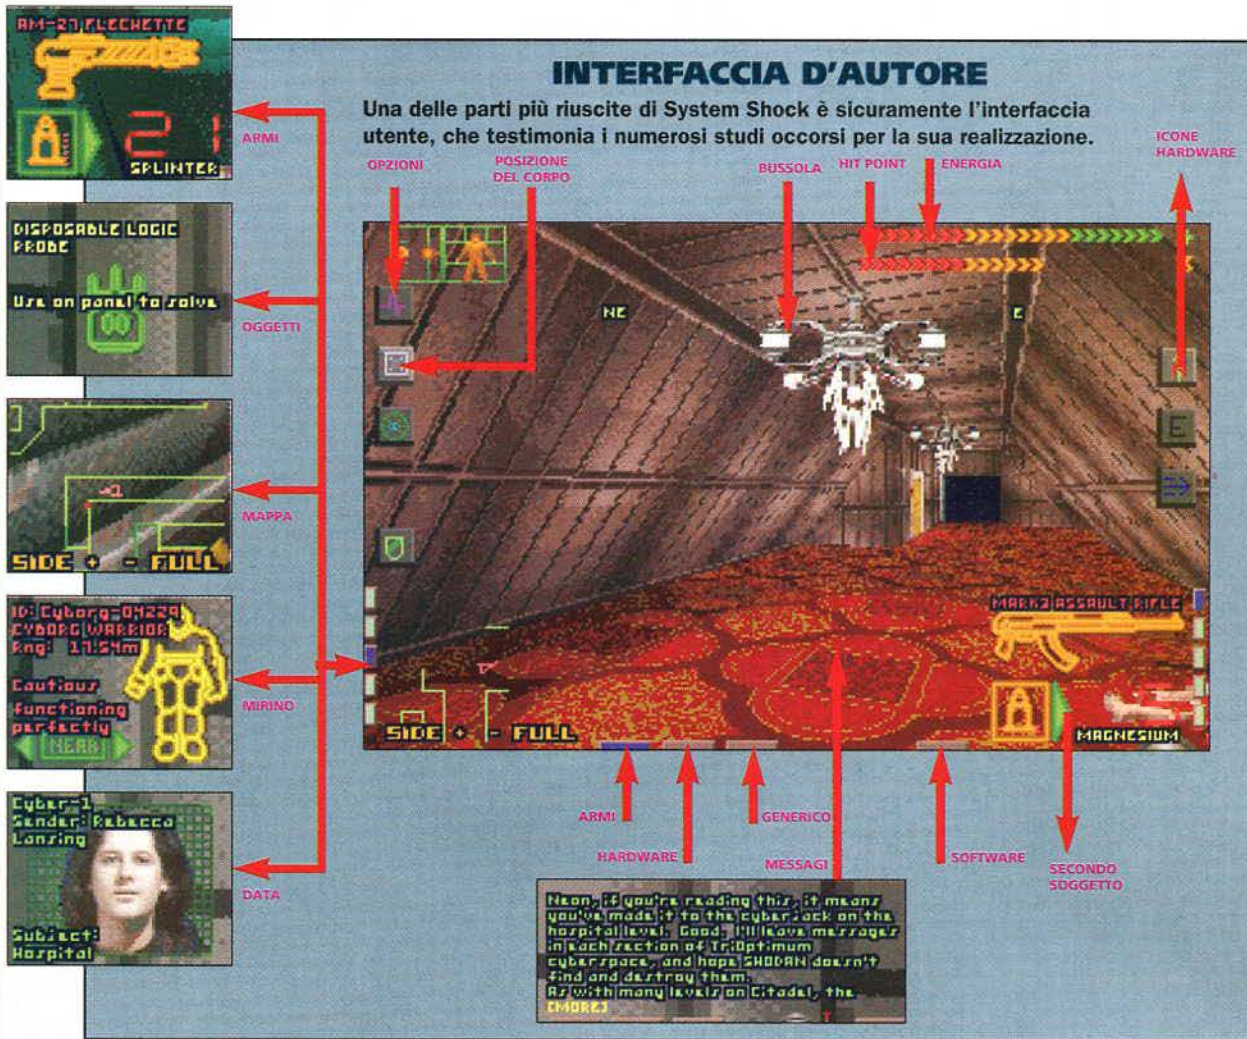 INTERFACCIA D'AUTORE
Una delle parti più riuscite di System Shock è sicuramente l'interfaccia
utente, che testimonia i numerosi studi occorsi per la sua realizzazione.
AM-27 FLECHETTE
21
SPLINTER
ARMI
DISPOSABLE LOGIC
PROBE
Use on panel to solve
OGGETTI
SIDE + - FULL
MAPPA
ID: Cyborg-04229
CYBORG WARRIOR
Rng: 17.54m
Cautious
functioning
perfectly
NEAR
MIRINO
Cyber-1
Sender: Rebecca
Lansing
Subject:
Hospital
DATA
OPZIONI
POSIZIONE
DEL CORPO
BUSSOLA
HIT POINT
ENERGIA
ICONE
HARDWARE
NE
E
E
MARK3 ASSAULT RIFLE
SIDE + - FULL
MAGNESIUM
ARMI
HARDWARE
GENERICO
MESSAGI
SOFTWARE
SECONDO
SOGGETTO
Neon, if you're reading this, it means
you've made it to the cyberjack on the
hospital level. Good, I'll leave messages
in each section of TriOptimum
cyberspace, and hope SHODAN doesn't
find and destroy them.
As with many levels on Citadel, the
[MORE]